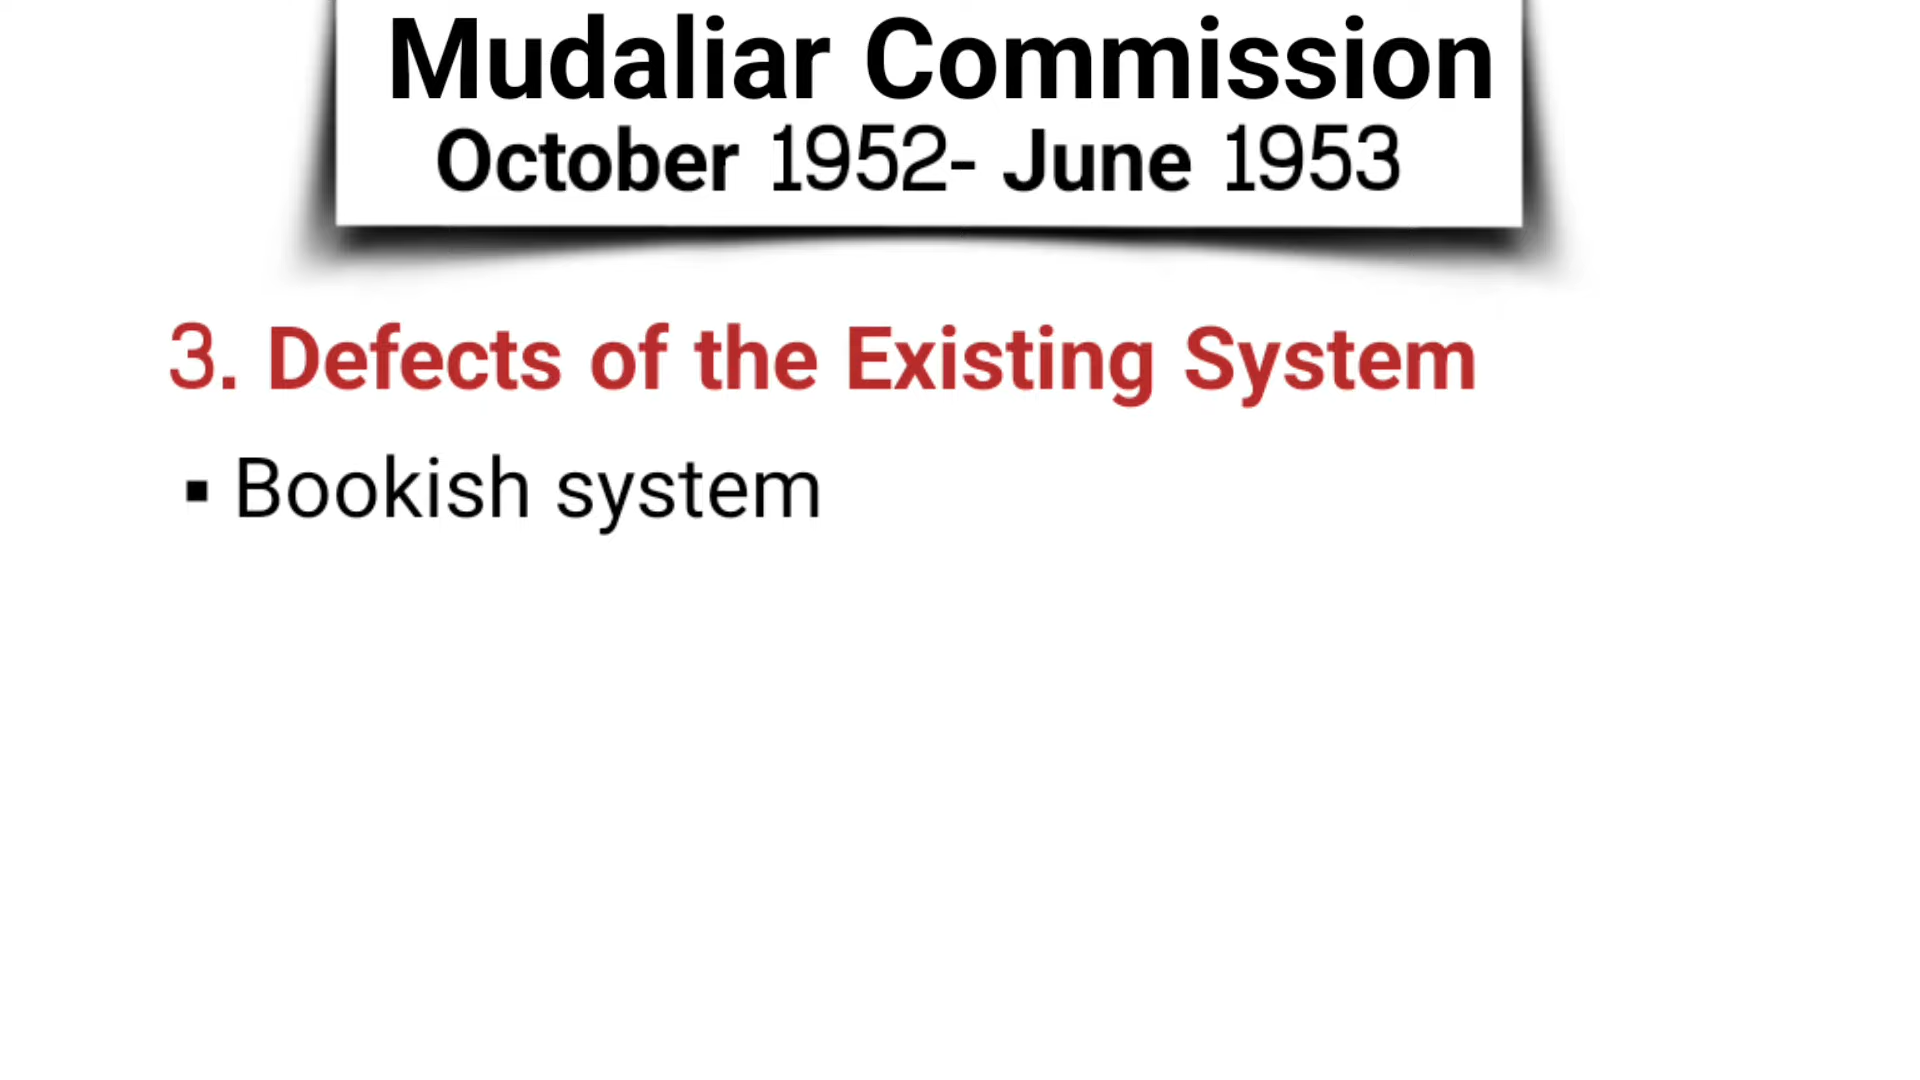 Mudaliar Commission
October 1952- June 1953
3. Defects of the Existing System
▪ Bookish system